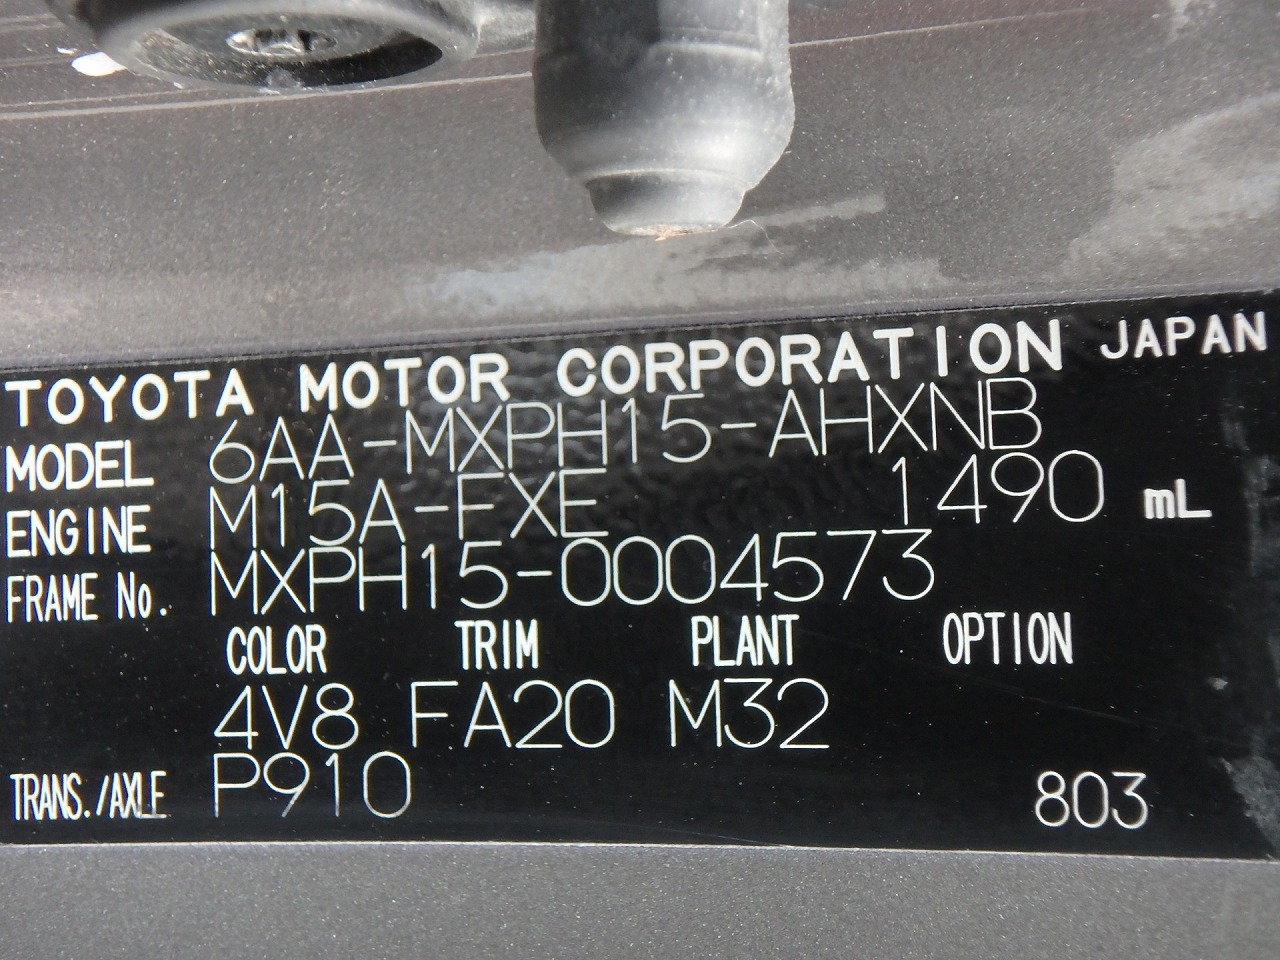 TOYOTA MOTOR CORPORATION JAPAN
MODEL 6AA-MXPH15-AHXNB
ENGINE M15A-FXE 1490 mL
FRAME No. MXPH15-0004573
COLOR TRIM PLANT OPTION
4V8 FA20 M32
TRANS./AXLE P910 803